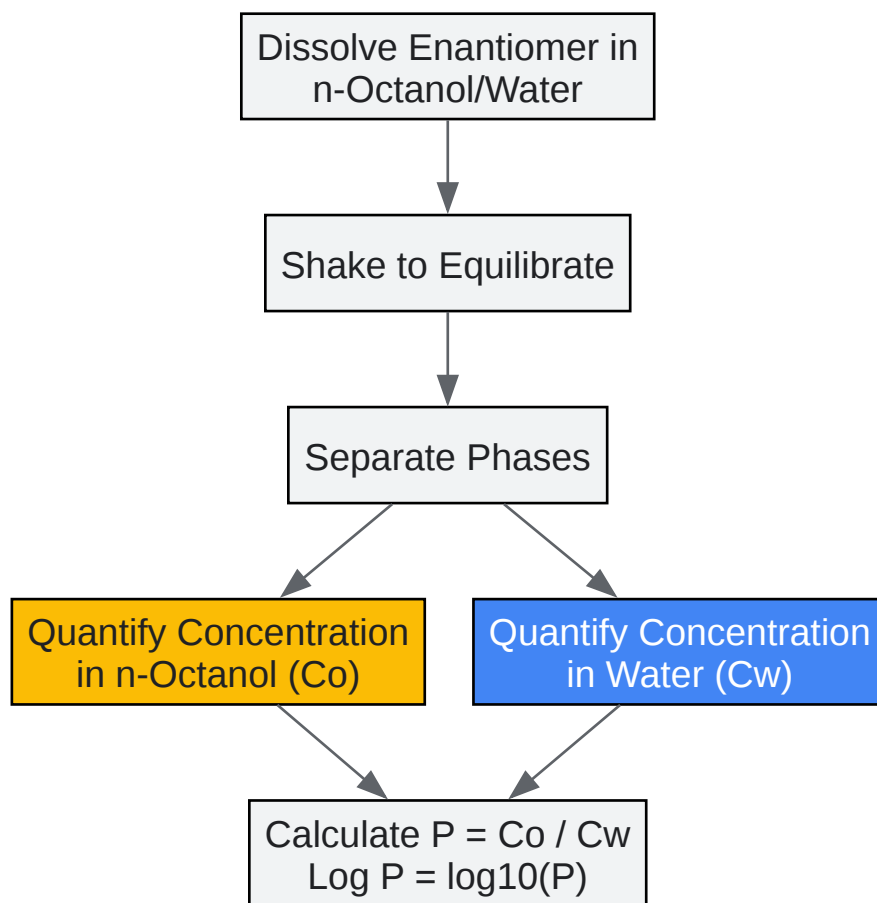 Dissolve Enantiomer in
n-Octanol/Water
Shake to Equilibrate
Separate Phases
Quantify Concentration
in n-Octanol (Co)
Quantify Concentration
in Water (Cw)
Calculate P = Co / Cw
Log P = log10(P)